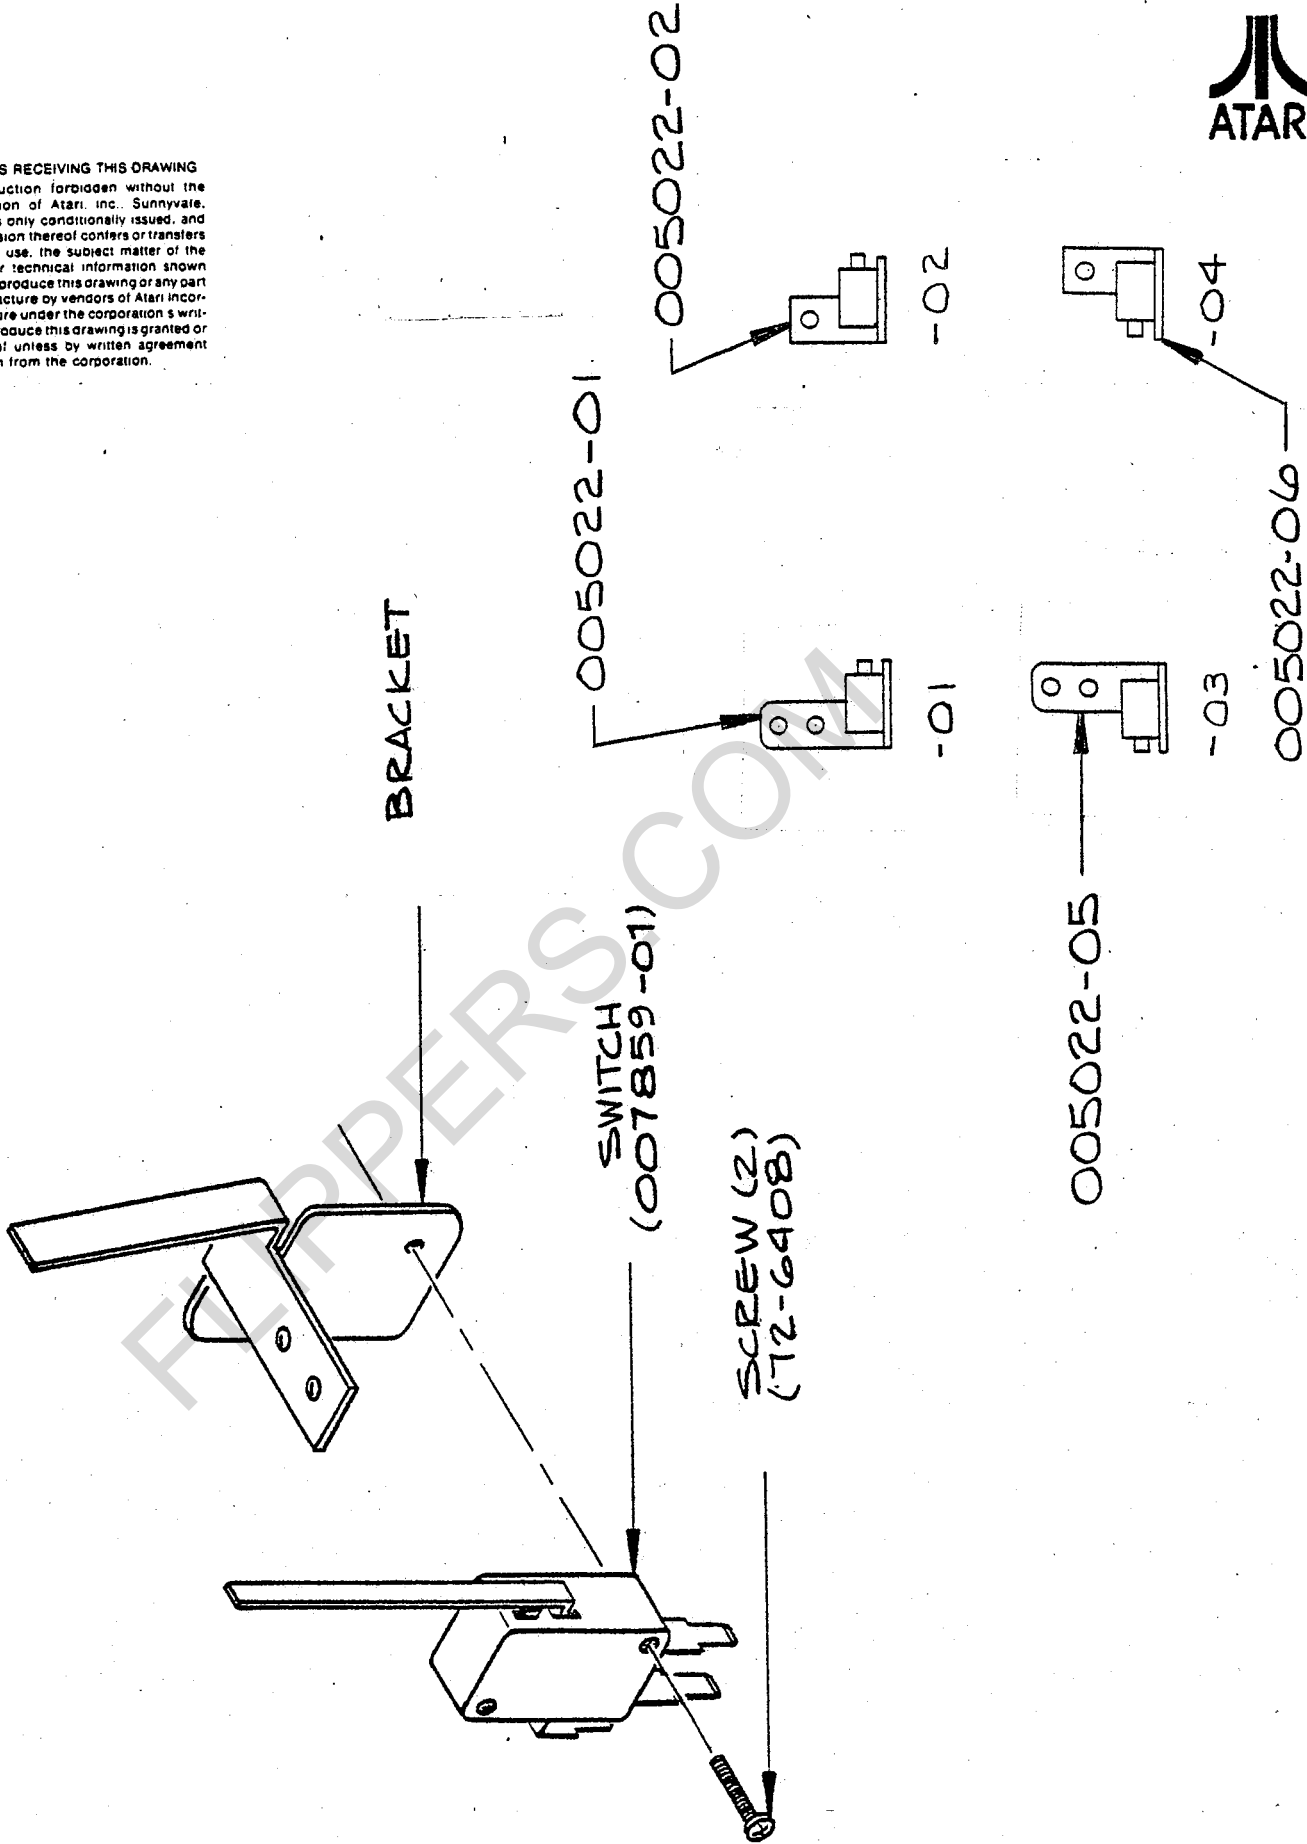 S RECEIVING THIS DRAWING
uction forbidden without the
ion of Atari, Inc., Sunnyvale,
s only conditionally issued, and
sion thereof confers or transfers
use, the subject matter of the
r technical information shown
produce this drawing or any part
acture by vendors of Atari Incor-
re under the corporation's writ-
oduce this drawing is granted or
of unless by written agreement
n from the corporation.
ATARI
BRACKET
SWITCH
(007859-01)
SCREW (2)
(72-6408)
005022-01
-01
005022-02
-02
005022-05
-03
005022-06
-04
FLIPPERS.COM